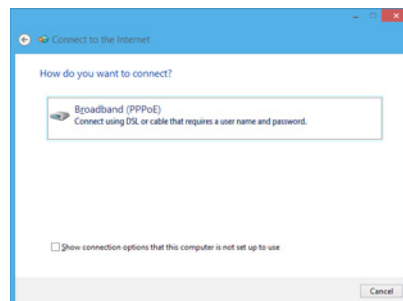 Connect to the Internet
How do you want to connect?
Broadband (PPPoE)
Connect using DSL or cable that requires a user name and password.
Show connection options that this computer is not set up to use
Cancel